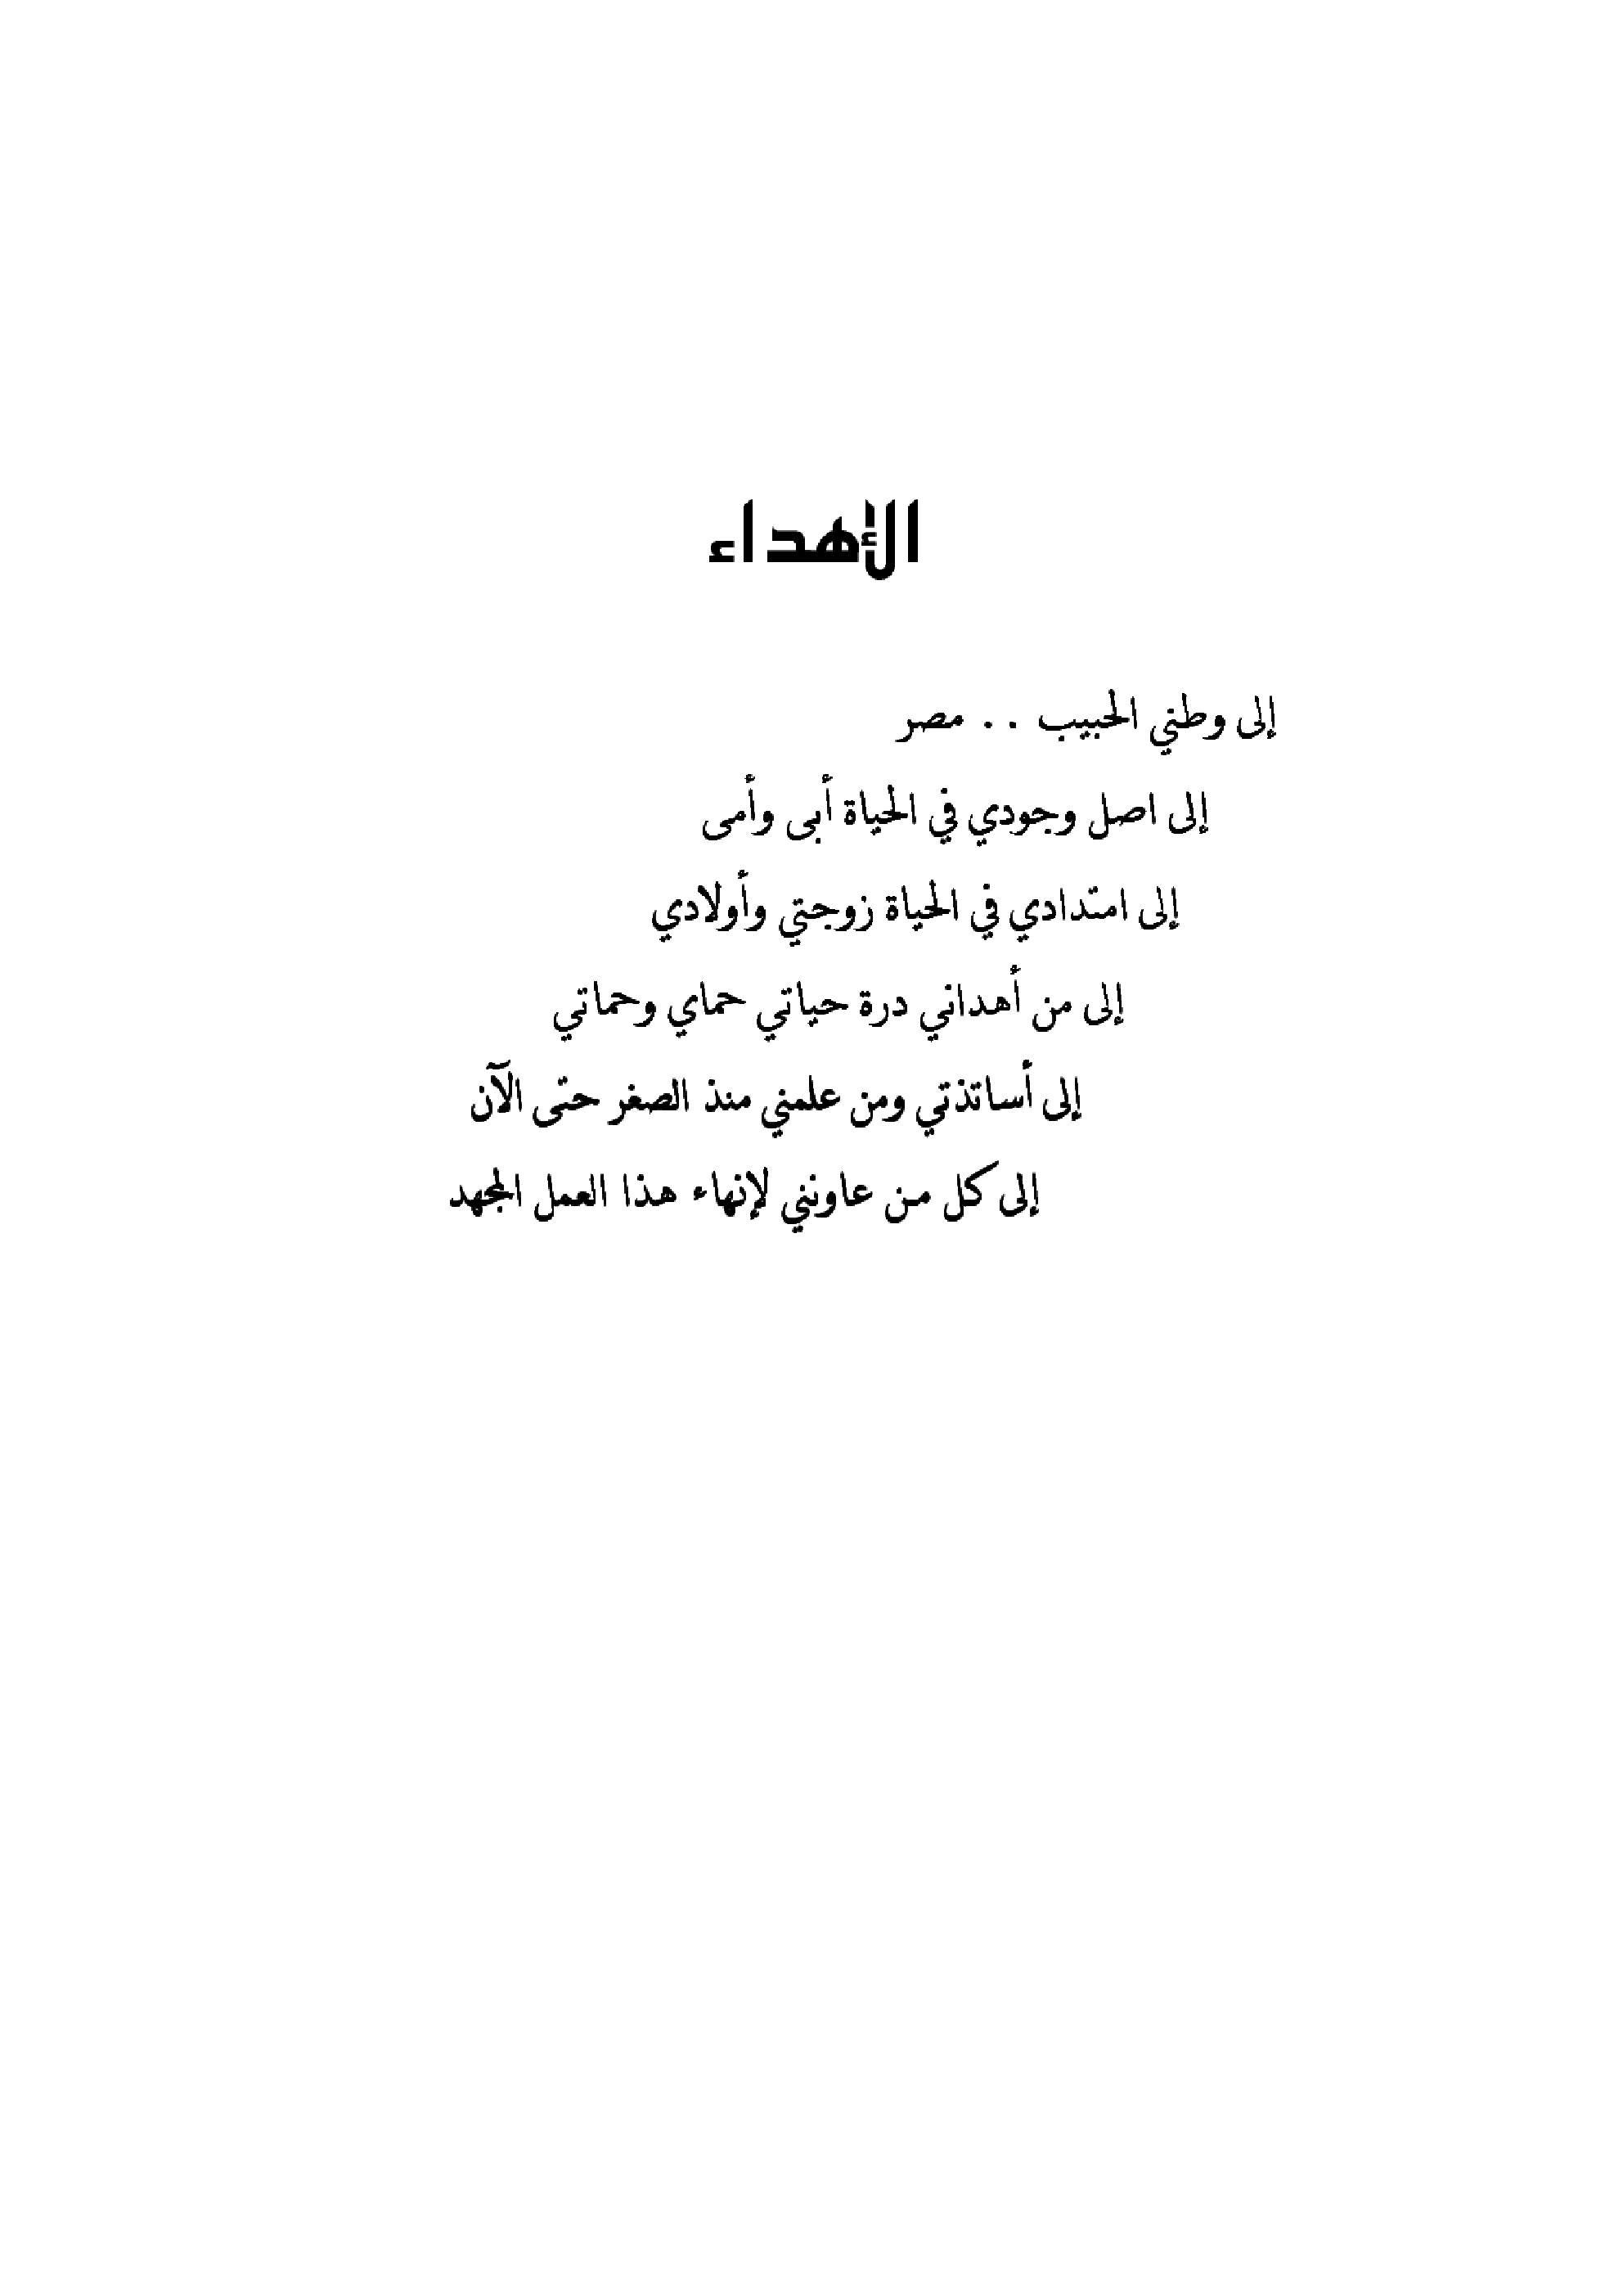 الإهداء
إلى وطني الحبيب . . مصر
إلى اصل وجودي في الحياة أبى وأمى
إلى امتدادي في الحياة زوجتي وأولادي
إلى من أهداني درة حياتي حماي وحماتي
إلى أساتذتي ومن علمني منذ الصغر حتى الآن
إلى كل من عاونني لإنهاء هذا العمل المجهد